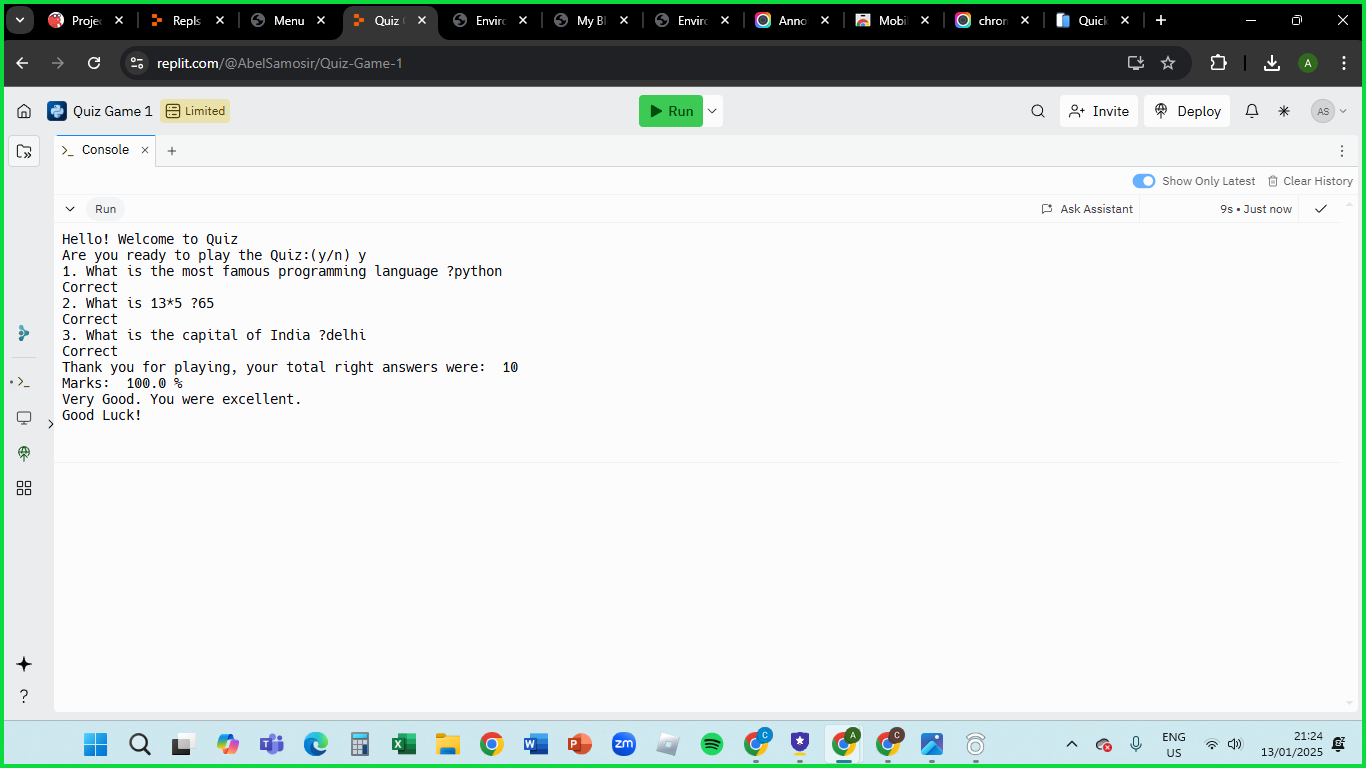 Projec
Repls
Menu
Quiz
Enviro
My Bl
Enviro
Anno
Mobil
chron
Quick
replit.com/@AbelSamosir/Quiz-Game-1
A
Quiz Game 1
Limited
Run
Invite
Deploy
AS
Console
Show Only Latest
Clear History
Run
Ask Assistant
9s • Just now
Hello! Welcome to Quiz
Are you ready to play the Quiz:(y/n) y
1. What is the most famous programming language ?python
Correct
2. What is 13*5 ?65
Correct
3. What is the capital of India ?delhi
Correct
Thank you for playing, your total right answers were:  10
Marks:  100.0 %
Very Good. You were excellent.
Good Luck!
ENG
US
21:24
13/01/2025